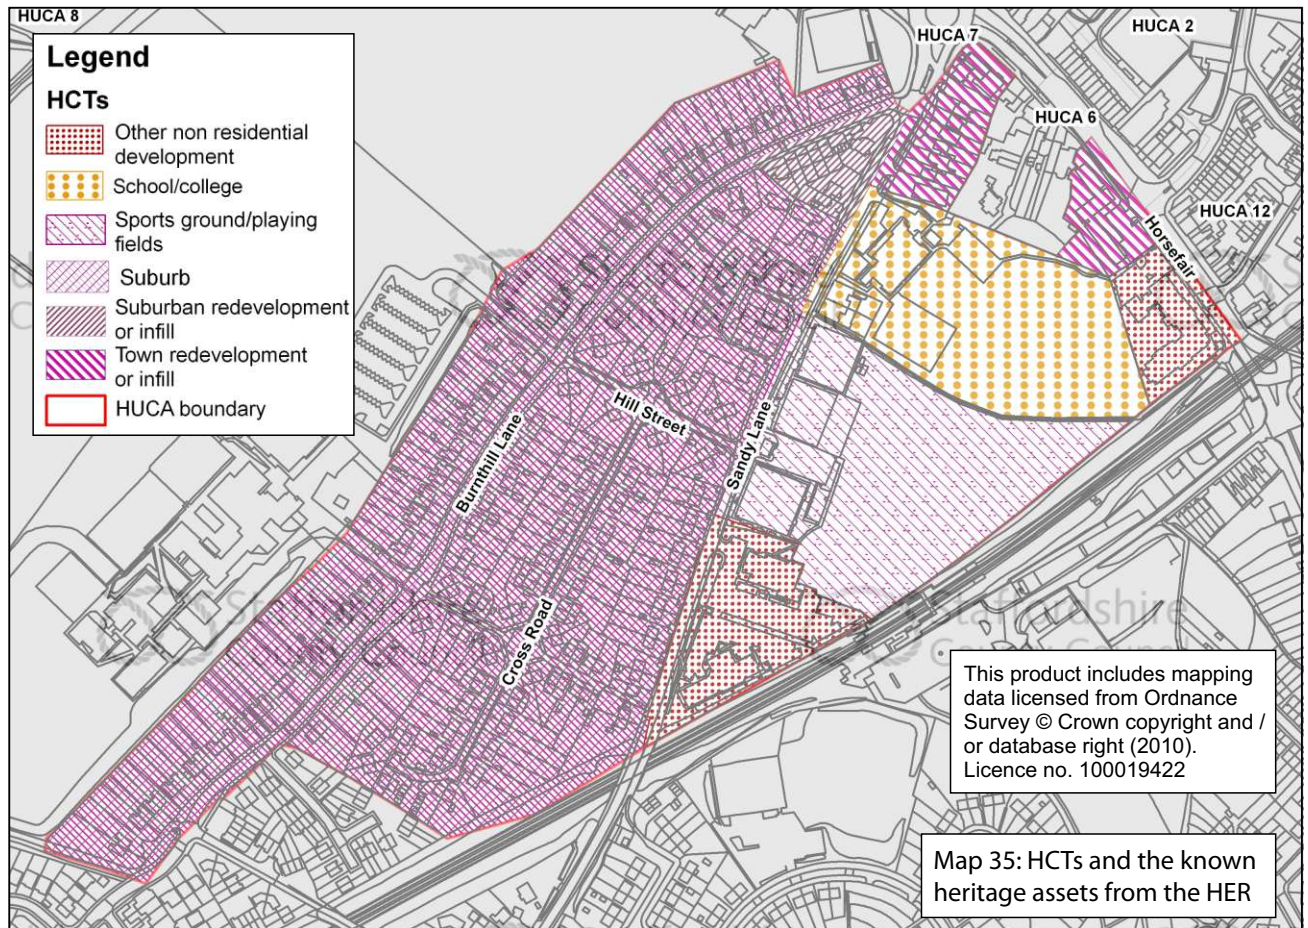 HUCA 8
Legend
HCTs
Other non residential
development
School/college
Sports ground/playing
fields
Suburb
Suburban redevelopment
or infill
Town redevelopment
or infill
HUCA boundary
HUCA 7
HUCA 2
HUCA 6
HUCA 12
Horsefair
Hill Street
Sandy Lane
Burnthill Lane
Cross Road
Staffordshire
County Council
This product includes mapping
data licensed from Ordnance
Survey © Crown copyright and /
or database right (2010).
Licence no. 100019422
Map 35: HCTs and the known
heritage assets from the HER